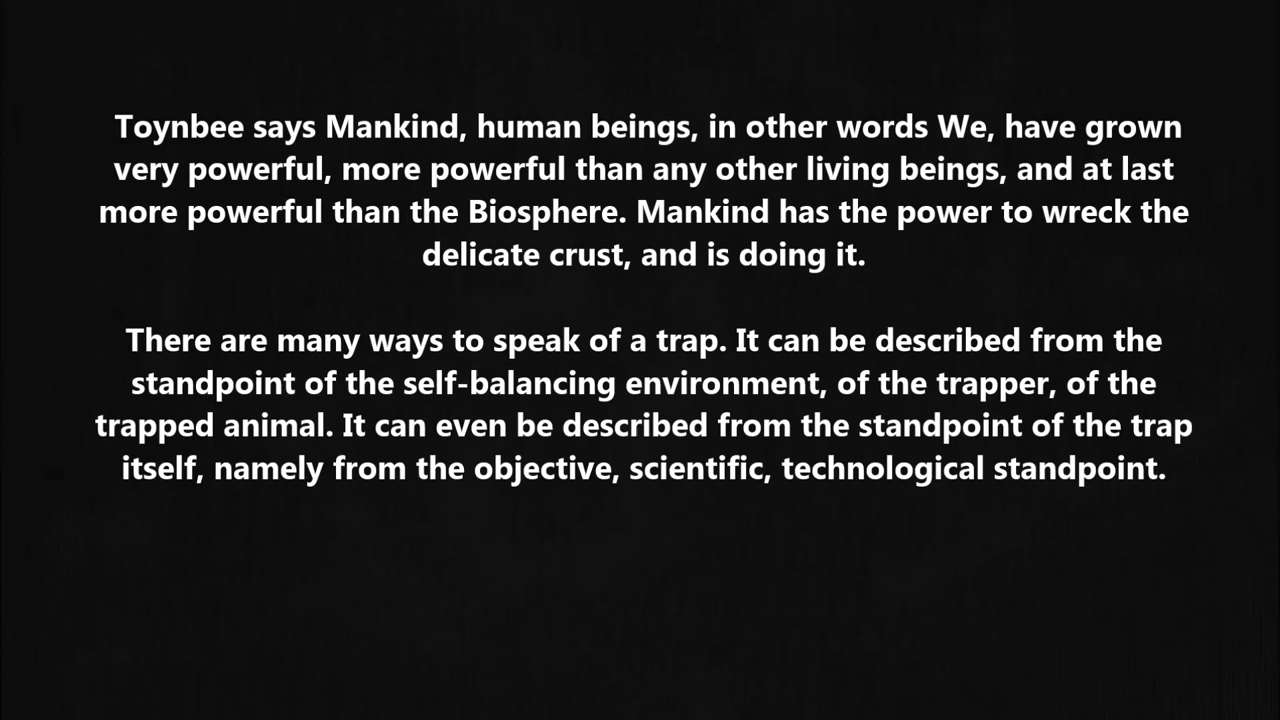 Toynbee says Mankind, human beings, in other words We, have grown
very powerful, more powerful than any other living beings, and at last
more powerful than the Biosphere. Mankind has the power to wreck the
delicate crust, and is doing it.
There are many ways to speak of a trap. It can be described from the
standpoint of the self-balancing environment, of the trapper, of the
trapped animal. It can even be described from the standpoint of the trap
itself, namely from the objective, scientific, technological standpoint.